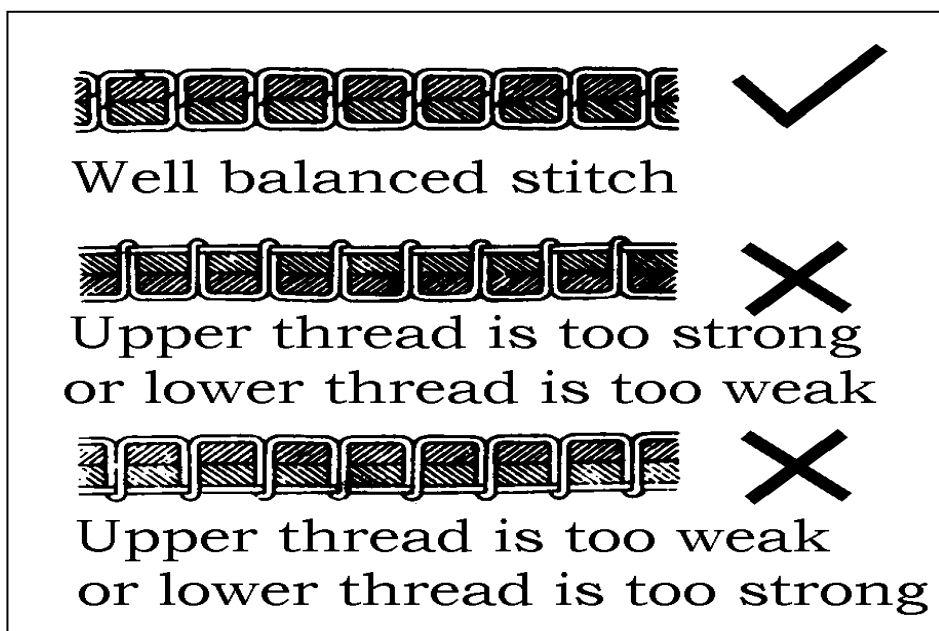 Well balanced stitch
Upper thread is too strong
or lower thread is too weak
Upper thread is too weak
or lower thread is too strong